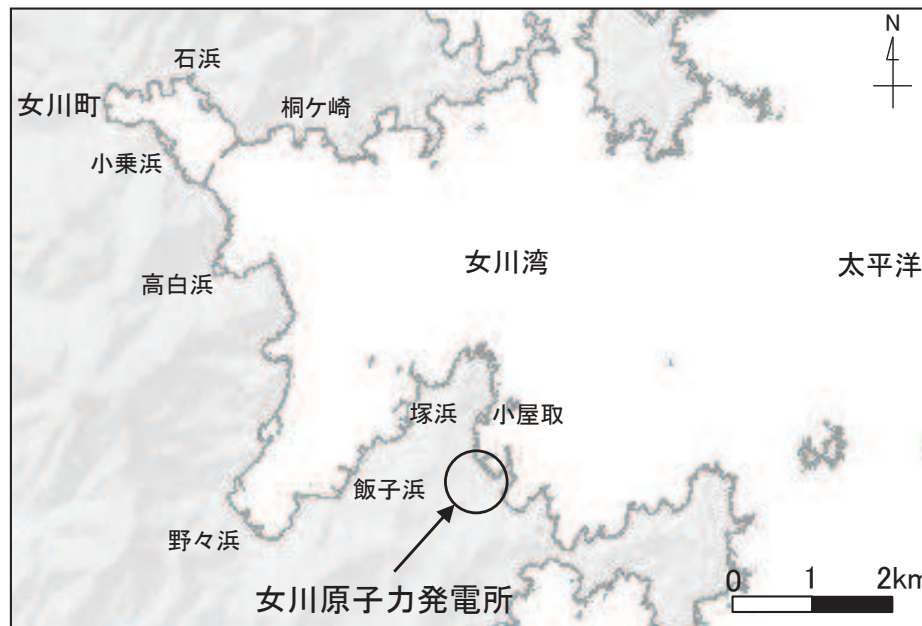 石浜
N
女川町
桐ケ崎
小乗浜
女川湾
太平洋
高白浜
塚浜
小屋取
飯子浜
野々浜
女川原子力発電所
0 1 2km